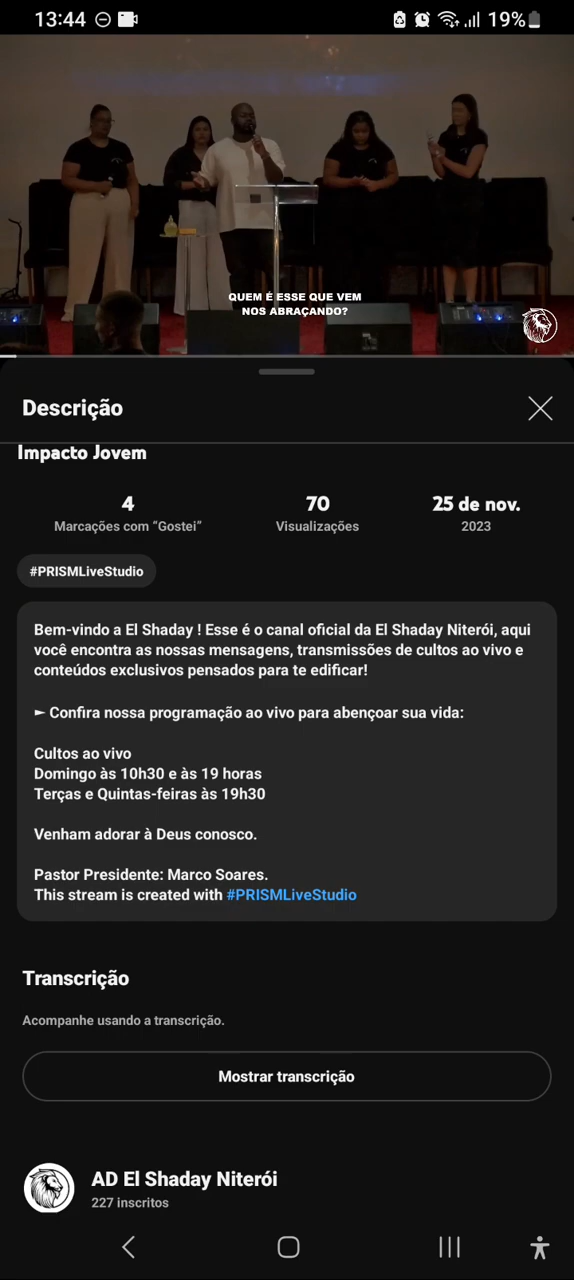 13:44
19%
QUEM É ESSE QUE VEM
NOS ABRAÇANDO?
Descrição
Impacto Jovem
4
Marcações com “Gostei”
70
Visualizações
25 de nov.
2023
#PRISMLiveStudio
Bem-vindo a El Shaday ! Esse é o canal oficial da El Shaday Niterói, aqui
você encontra as nossas mensagens, transmissões de cultos ao vivo e
conteúdos exclusivos pensados para te edificar!
► Confira nossa programação ao vivo para abençoar sua vida:
Cultos ao vivo
Domingo às 10h30 e às 19 horas
Terças e Quintas-feiras às 19h30
Venham adorar à Deus conosco.
Pastor Presidente: Marco Soares.
This stream is created with #PRISMLiveStudio
Transcrição
Acompanhe usando a transcrição.
Mostrar transcrição
AD El Shaday Niterói
227 inscritos